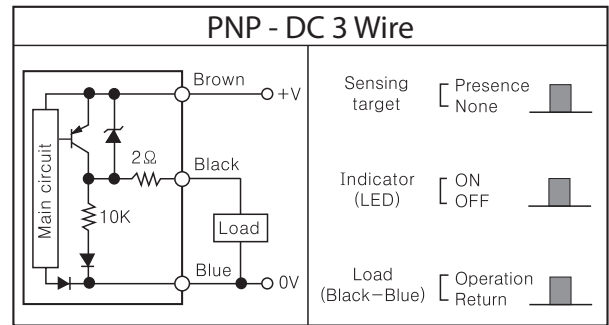 PNP - DC 3 Wire
Main circuit
Brown
+V
2Ω
Black
10K
Load
Blue
0V
Sensing
target
Presence
None
Indicator
(LED)
ON
OFF
Load
(Black-Blue)
Operation
Return